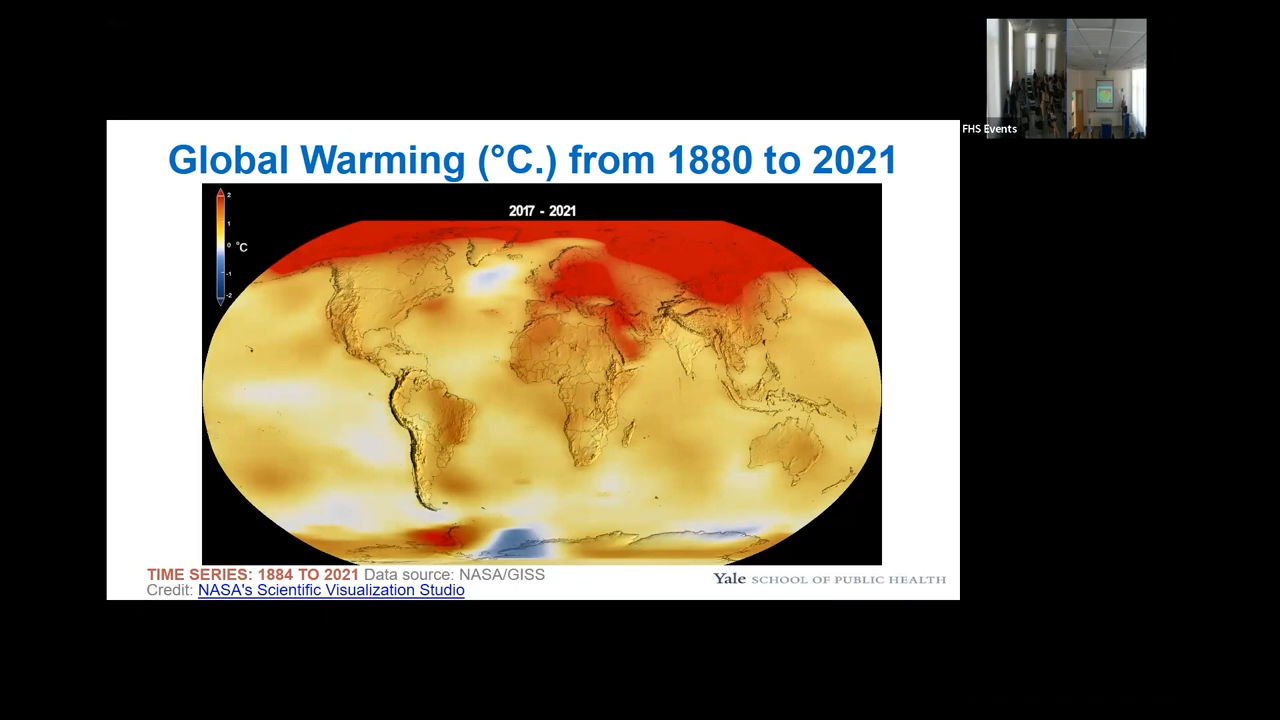 FHS Events
Global Warming (°C.) from 1880 to 2021
2017 - 2021
2
1
0
°C
-1
-2
TIME SERIES: 1884 TO 2021 Data source: NASA/GISS
Credit: NASA's Scientific Visualization Studio
Yale SCHOOL OF PUBLIC HEALTH